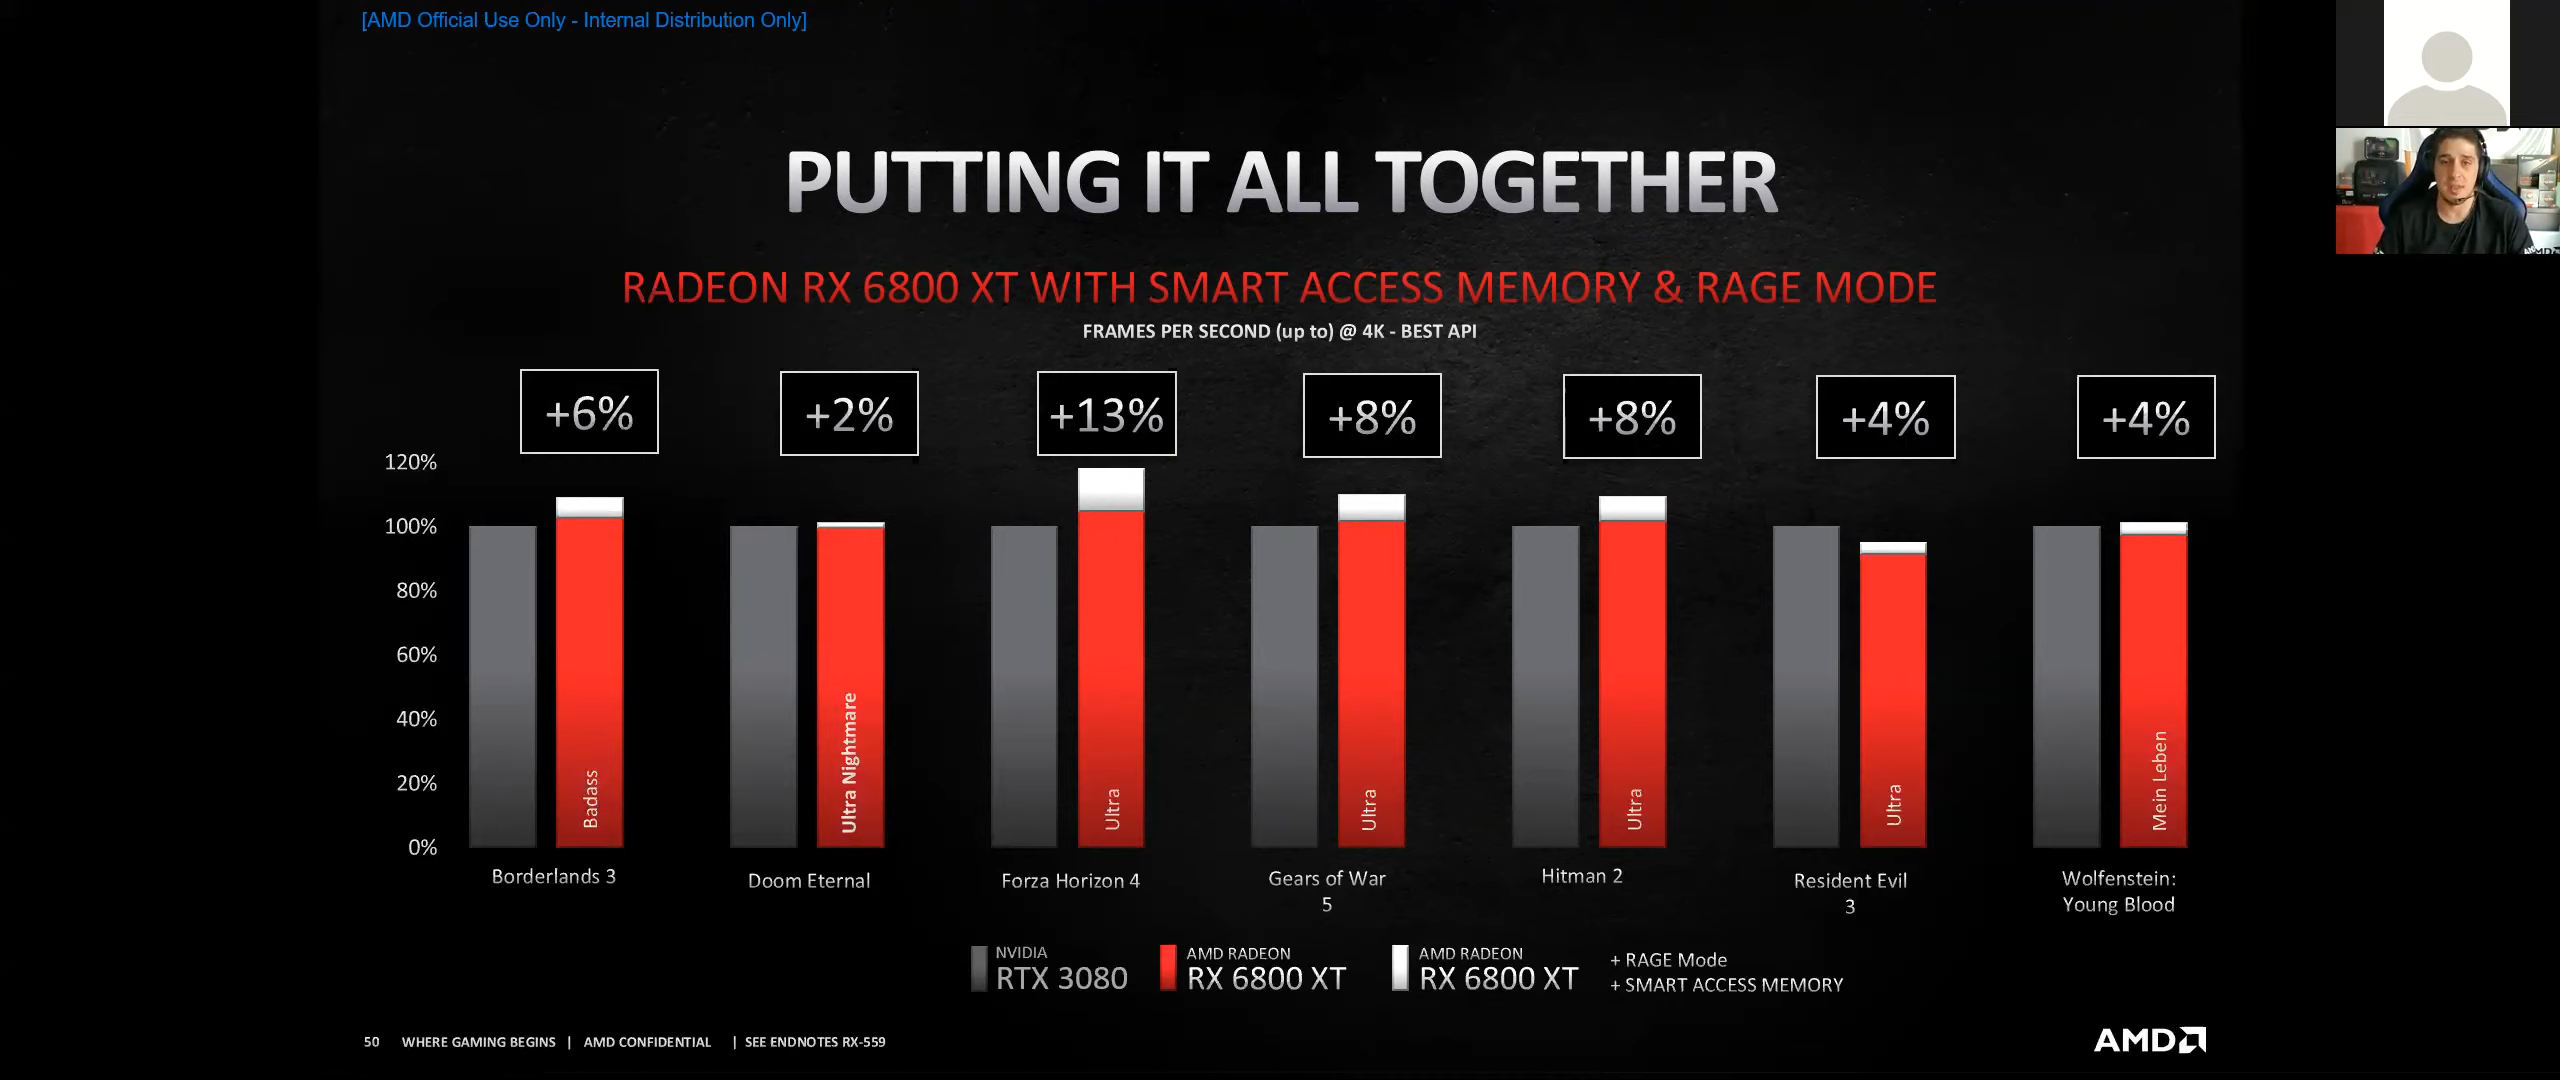 [AMD Official Use Only - Internal Distribution Only]
PUTTING IT ALL TOGETHER
RADEON RX 6800 XT WITH SMART ACCESS MEMORY & RAGE MODE
FRAMES PER SECOND (up to) @ 4K - BEST API
+6%
+2%
+13%
+8%
+8%
+4%
+4%
120%
100%
80%
60%
40%
20%
0%
Badass
Ultra Nightmare
Ultra
Ultra
Ultra
Ultra
Mein Leben
Borderlands 3
Doom Eternal
Forza Horizon 4
Gears of War
5
Hitman 2
Resident Evil
3
Wolfenstein:
Young Blood
NVIDIA
RTX 3080
AMD RADEON
RX 6800 XT
AMD RADEON
RX 6800 XT
+ RAGE Mode
+ SMART ACCESS MEMORY
50 WHERE GAMING BEGINS | AMD CONFIDENTIAL | SEE ENDNOTES RX-559
AMD